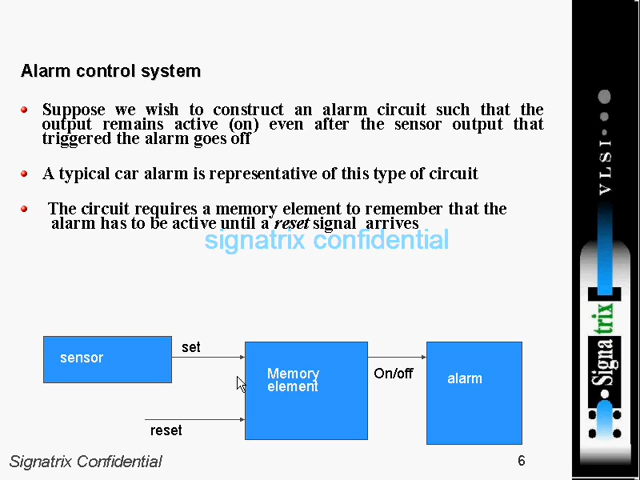 Alarm control system
Suppose we wish to construct an alarm circuit such that the
output remains active (on) even after the sensor output that
triggered the alarm goes off
A typical car alarm is representative of this type of circuit
The circuit requires a memory element to remember that the
alarm has to be active until a reset signal arrives
signatrix confidential
sensor
set
Memory
element
On/off
alarm
reset
Signatrix Confidential
6
VLSI
Signatrix